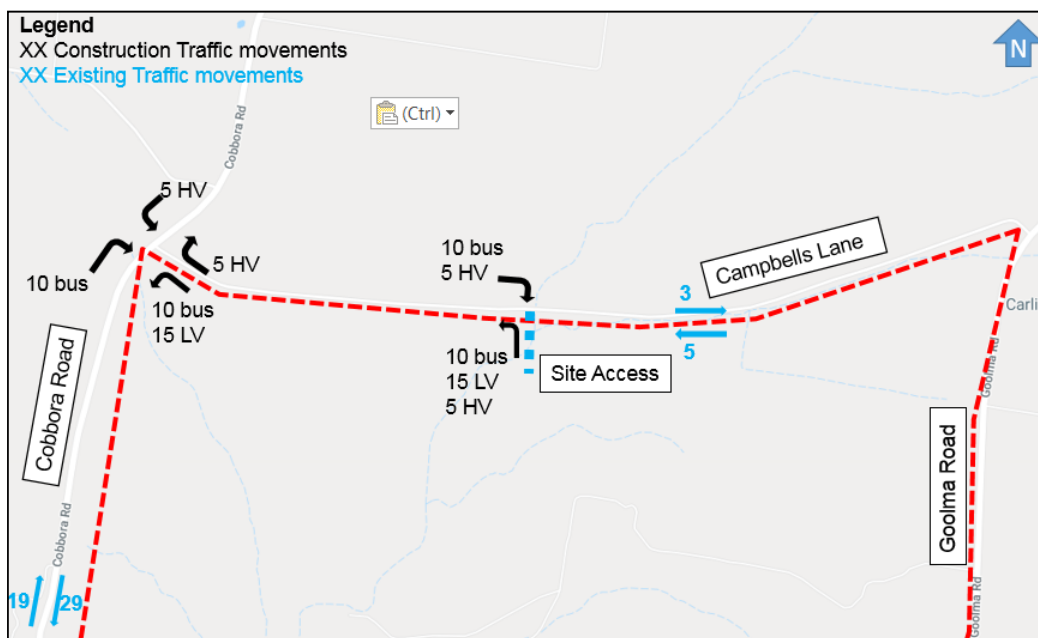 Legend
XX Construction Traffic movements
XX Existing Traffic movements
N
(Ctrl)
Cobbora Rd
5 HV
10 bus
5 HV
10 bus
15 LV
10 bus
5 HV
Campbells Lane
3
5
Carli
10 bus
15 LV
5 HV
Site Access
Cobbora Road
Cobbora Rd
Goolma Rd
Goolma Road
Goolma Rd
19
29